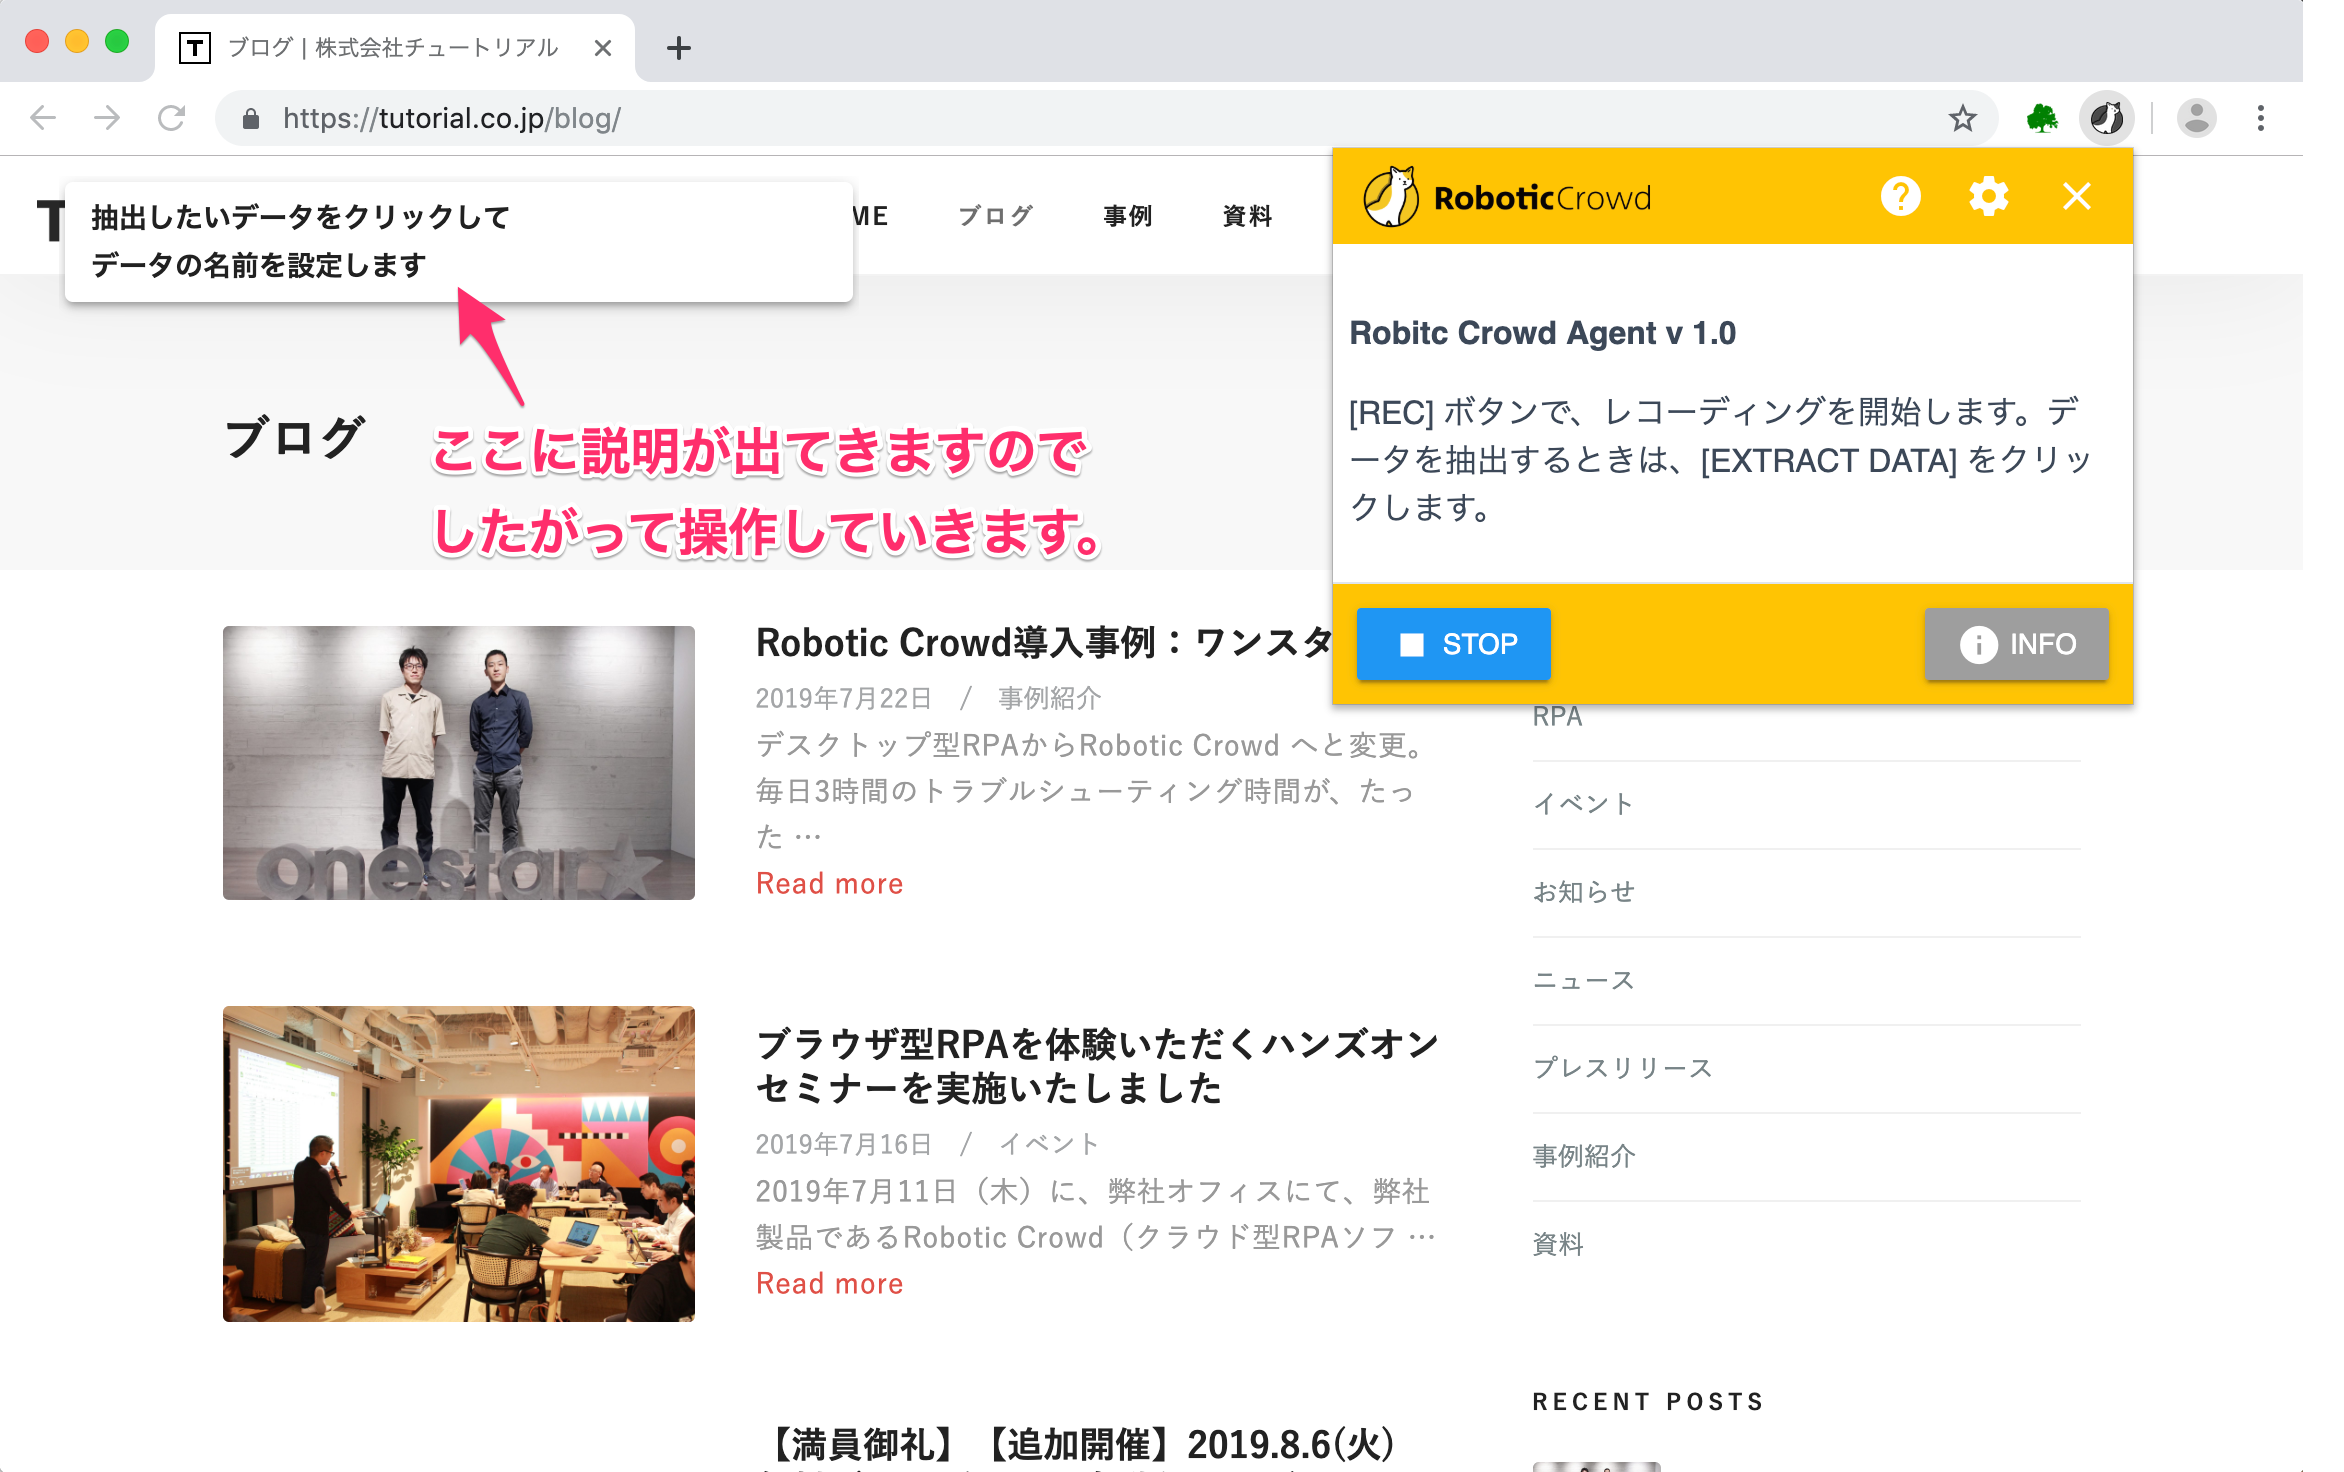 T
ブログ | 株式会社チュートリアル
https://tutorial.co.jp/blog/
T
抽出したいデータをクリックして
データの名前を設定します
ME
ブログ
事例
資料
RoboticCrowd
Robitc Crowd Agent v 1.0
[REC] ボタンで、レコーディングを開始します。デ
ータを抽出するときは、[EXTRACT DATA] をクリッ
クします。
STOP
INFO
ブログ
ここに説明が出てきますので
したがって操作していきます。
onestar
Robotic Crowd導入事例：ワンスタ
2019年7月22日 / 事例紹介
デスクトップ型RPAからRobotic Crowd へと変更。
毎日3時間のトラブルシューティング時間が、たっ
た …
Read more
ブラウザ型RPAを体験いただくハンズオン
セミナーを実施いたしました
2019年7月16日 / イベント
2019年7月11日（木）に、弊社オフィスにて、弊社
製品であるRobotic Crowd（クラウド型RPAソフ …
Read more
【満員御礼】【追加開催】2019.8.6(火)
RPA
イベント
お知らせ
ニュース
プレスリリース
事例紹介
資料
RECENT POSTS